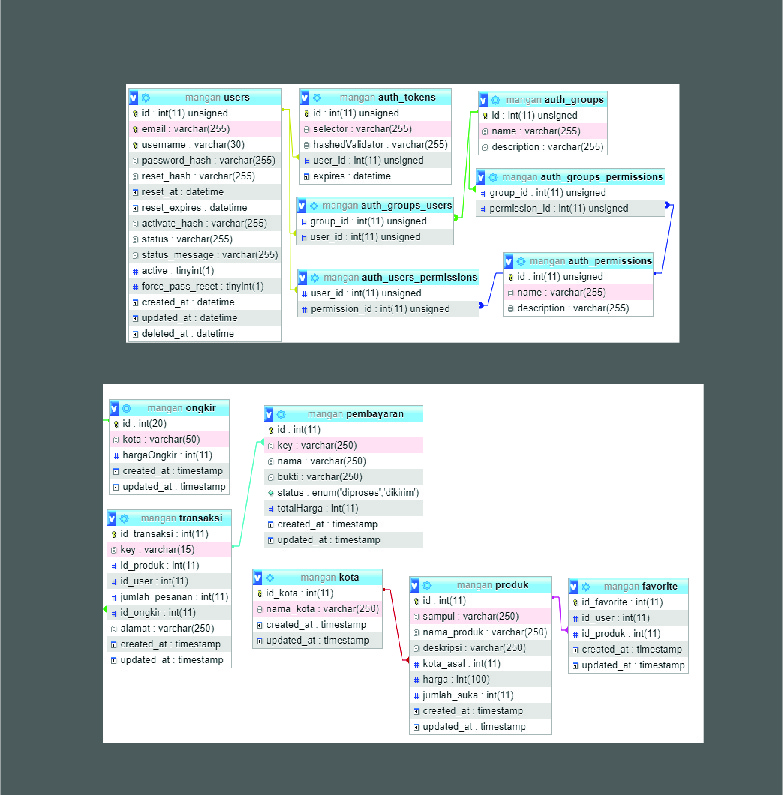 mangan users
id : int(11) unsigned
email : varchar(255)
username : varchar(30)
password_hash : varchar(255)
reset_hash : varchar(255)
reset_at : datetime
reset_expires : datetime
activate_hash : varchar(255)
status : varchar(255)
status_message : varchar(255)
active : tinyint(1)
force_pass_reset : tinyint(1)
created_at : datetime
updated_at : datetime
deleted_at : datetime
mangan auth_tokens
id : int(11) unsigned
selector : varchar(255)
hashedValidator : varchar(255)
user_id : int(11) unsigned
expires : datetime
mangan auth_groups
id : int(11) unsigned
name : varchar(255)
description : varchar(255)
mangan auth_groups_permissions
group_id : int(11) unsigned
permission_id : int(11) unsigned
mangan auth_groups_users
group_id : int(11) unsigned
user_id : int(11) unsigned
mangan auth_users_permissions
user_id : int(11) unsigned
permission_id : int(11) unsigned
mangan auth_permissions
id : int(11) unsigned
name : varchar(255)
description : varchar(255)
mangan ongkir
id : int(20)
kota : varchar(50)
hargaOngkir : int(11)
created_at : timestamp
updated_at : timestamp
mangan pembayaran
id : int(11)
key : varchar(250)
nama : varchar(250)
bukti : varchar(250)
status : enum('diproses','dikirim')
totalHarga : int(11)
created_at : timestamp
updated_at : timestamp
mangan transaksi
id_transaksi : int(11)
key : varchar(15)
id_produk : int(11)
id_user : int(11)
jumlah_pesanan : int(11)
id_ongkir : int(11)
alamat : varchar(250)
created_at : timestamp
updated_at : timestamp
mangan kota
id_kota : int(11)
nama_kota : varchar(250)
created_at : timestamp
updated_at : timestamp
mangan produk
id : int(11)
sampul : varchar(250)
nama_produk : varchar(250)
deskripsi : varchar(250)
kota_asal : int(11)
harga : int(100)
jumlah_suka : int(11)
created_at : timestamp
updated_at : timestamp
mangan favorite
id_favorite : int(11)
id_user : int(11)
id_produk : int(11)
created_at : timestamp
updated_at : timestamp